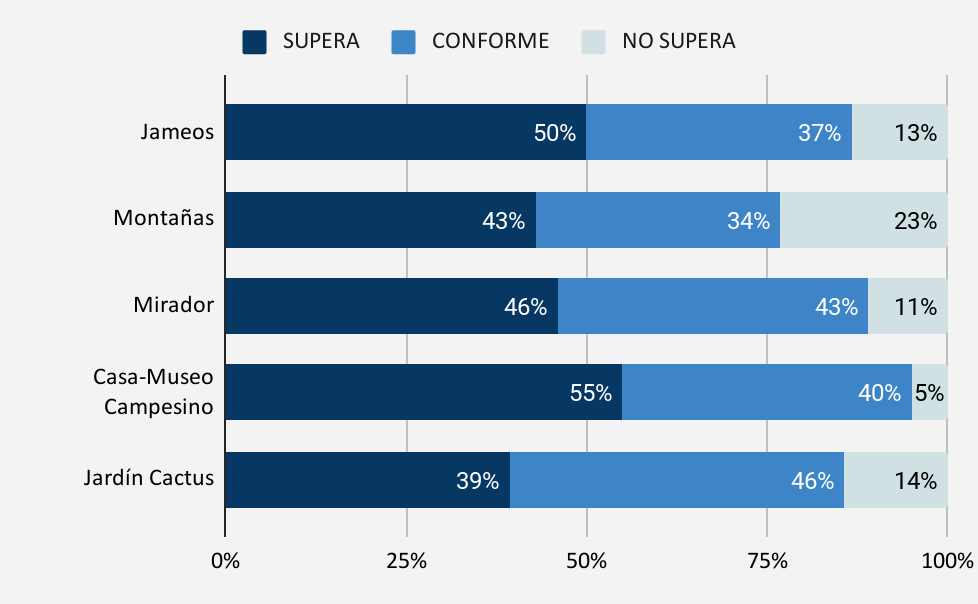 SUPERA CONFORME NO SUPERA
Jameos 50% 37% 13%
Montañas 43% 34% 23%
Mirador 46% 43% 11%
Casa-Museo
Campesino 55% 40% 5%
Jardín Cactus 39% 46% 14%
0% 25% 50% 75% 100%